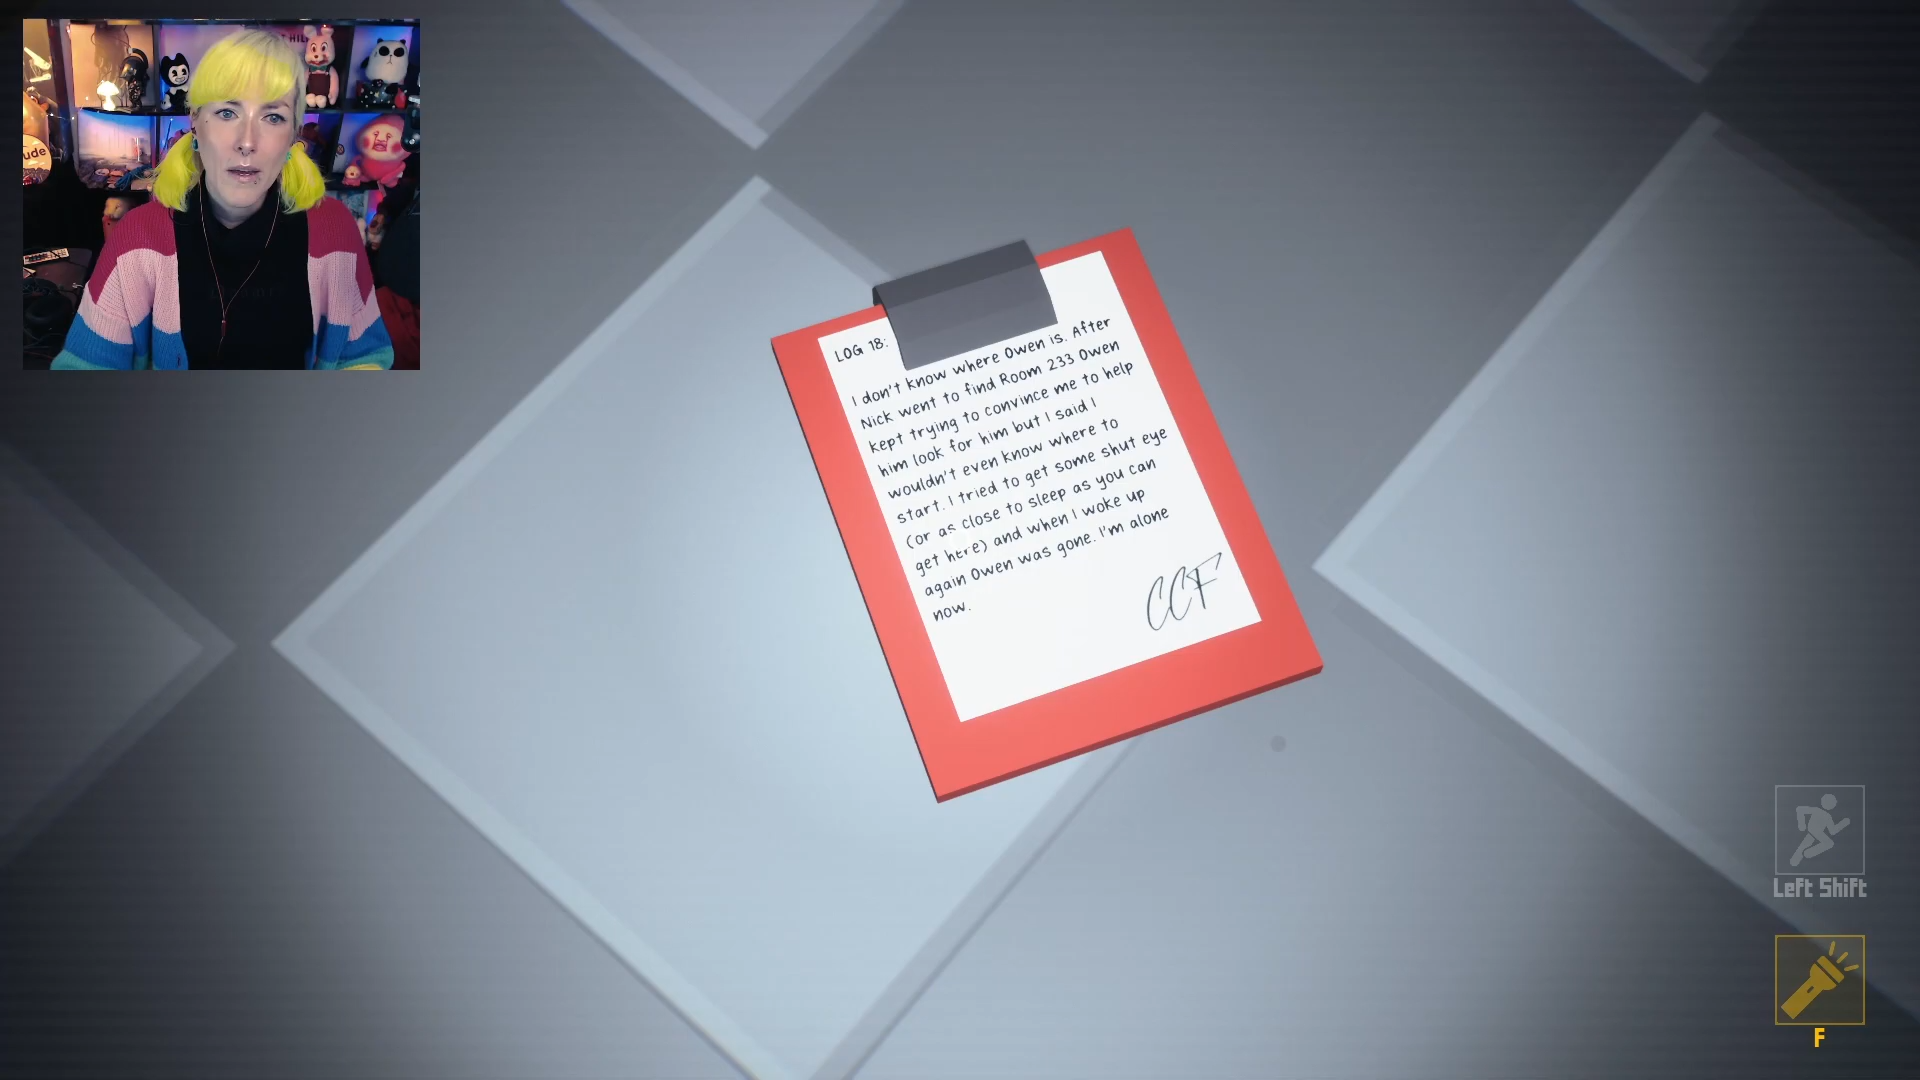 LOG 18:
I don't know where Owen is. After
Nick went to find Room 233 Owen
kept trying to convince me to help
him look for him but I said I
wouldn't even know where to
start. I tried to get some shut eye
(or as close to sleep as you can
get here) and when I woke up
again Owen was gone. I'm alone
now.
CCF
Left Shift
F
ude